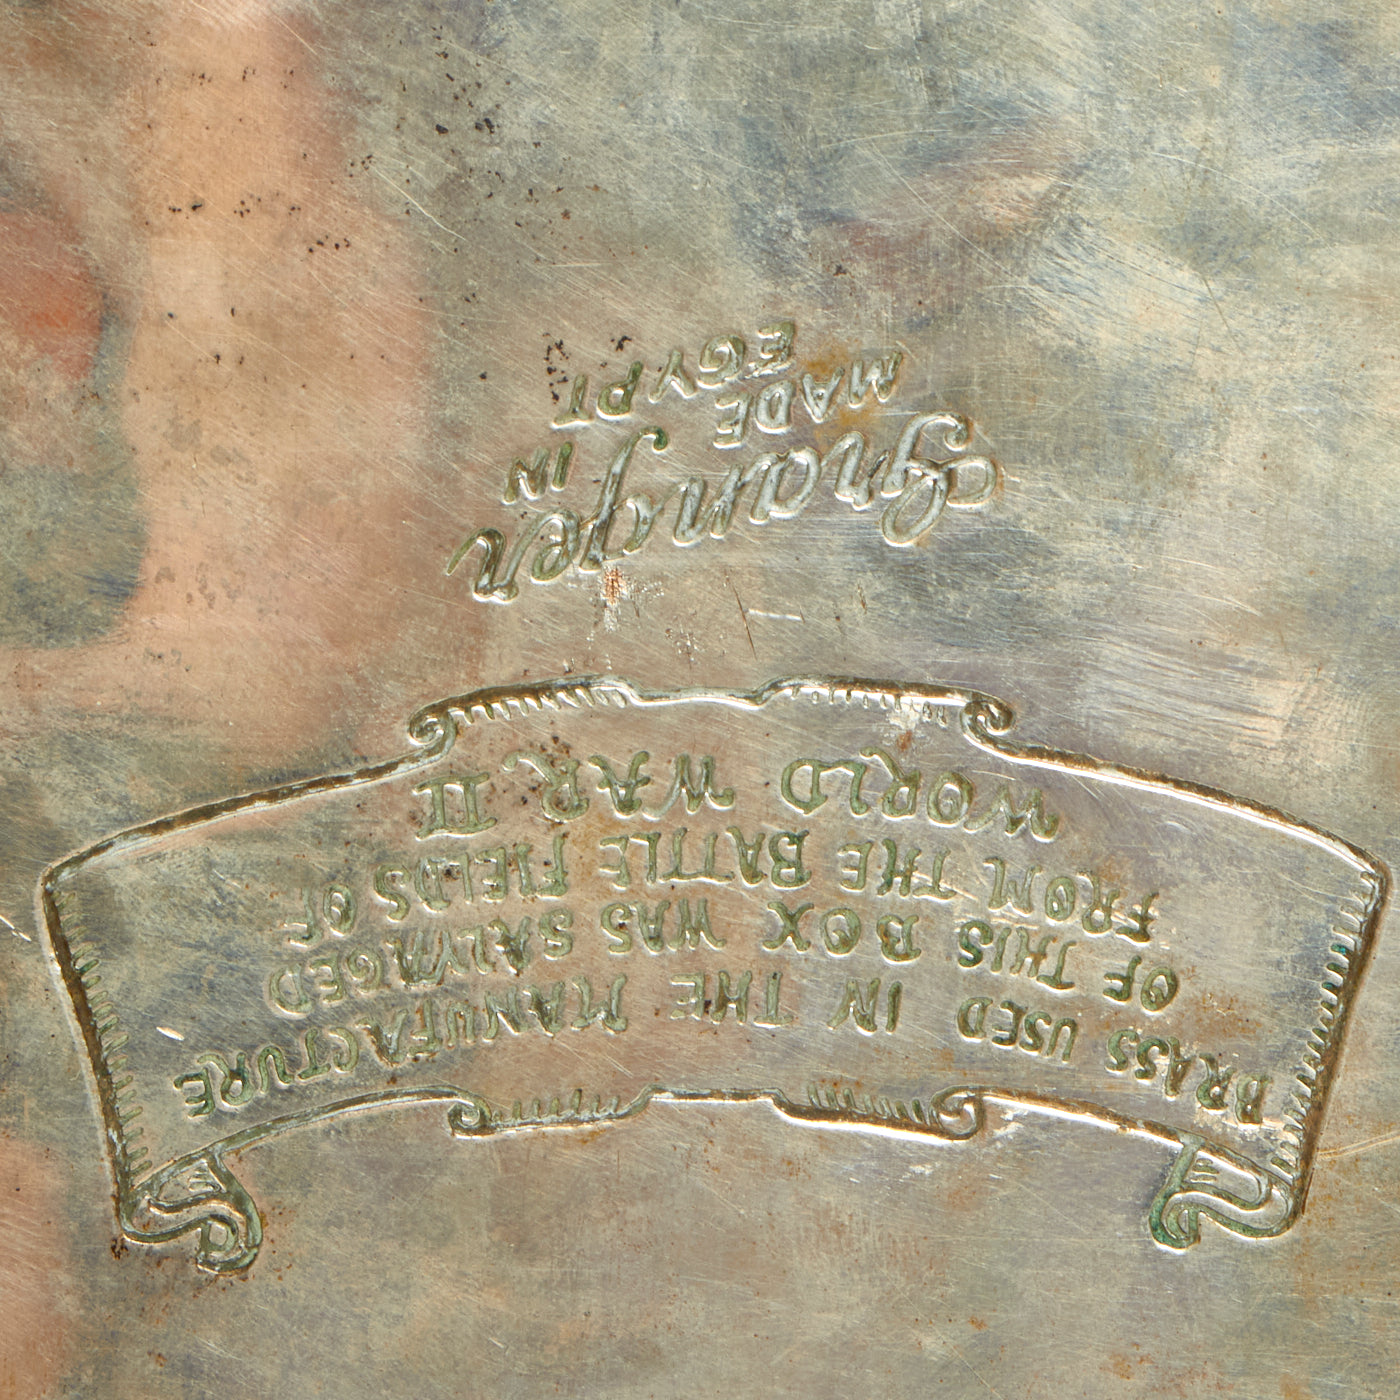 BRASS USED IN THE MANUFACTURE
OF THIS BOX WAS SALVAGED
FROM THE BATTLE FIELDS OF
WORLD WAR II
Granger
MADE IN
EGYPT